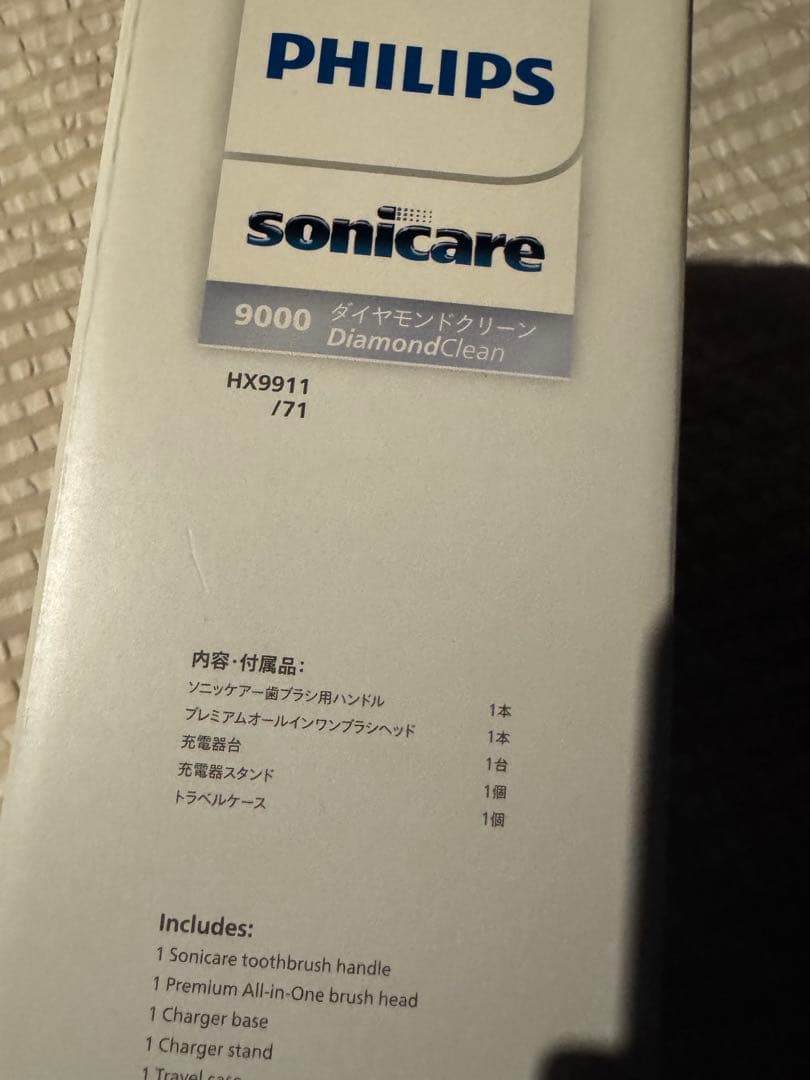 PHILIPS
sonicare
9000 ダイヤモンドクリーン
DiamondClean
HX9911
/71
内容・付属品:
ソニッケアー歯ブラシ用ハンドル 1本
プレミアムオールインワンブラシヘッド 1本
充電器台 1台
充電器スタンド 1個
トラベルケース 1個
Includes:
1 Sonicare toothbrush handle
1 Premium All-in-One brush head
1 Charger base
1 Charger stand
1 Travel case